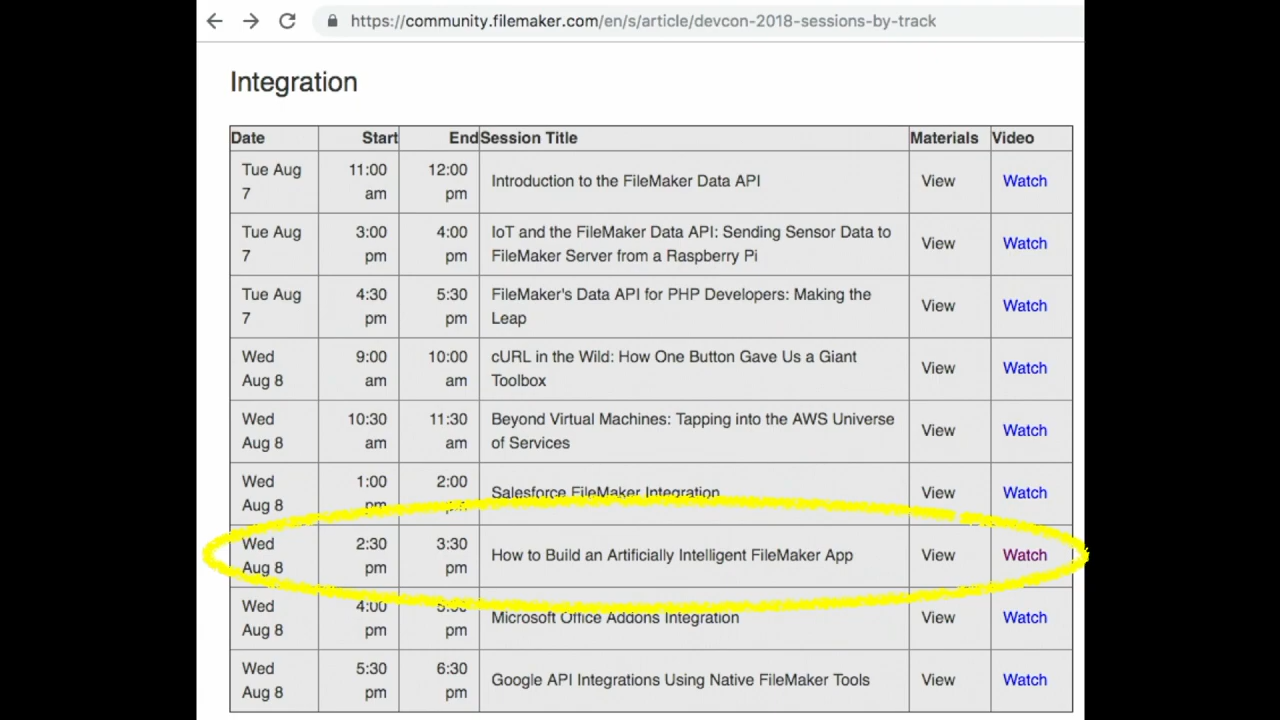 https://community.filemaker.com/en/s/article/devcon-2018-sessions-by-track
Integration
Date Start End Session Title Materials Video
Tue Aug 11:00 12:00
Introduction to the FileMaker Data API View Watch
7 am pm
Tue Aug 3:00 4:00 IoT and the FileMaker Data API: Sending Sensor Data to
View Watch
7 pm pm FileMaker Server from a Raspberry Pi
Tue Aug 4:30 5:30 FileMaker's Data API for PHP Developers: Making the
View Watch
7 pm pm Leap
Wed 9:00 10:00 cURL in the Wild: How One Button Gave Us a Giant
View Watch
Aug 8 am am Toolbox
Wed 10:30 11:30 Beyond Virtual Machines: Tapping into the AWS Universe
View Watch
Aug 8 am am of Services
Wed 1:00 2:00
Salesforce FileMaker Integration View Watch
Aug 8 pm pm
Wed 2:30 3:30
How to Build an Artificially Intelligent FileMaker App View Watch
Aug 8 pm pm
Wed 4:00 5:00
Microsoft Office Addons Integration View Watch
Aug 8 pm pm
Wed 5:30 6:30
Google API Integrations Using Native FileMaker Tools View Watch
Aug 8 pm pm